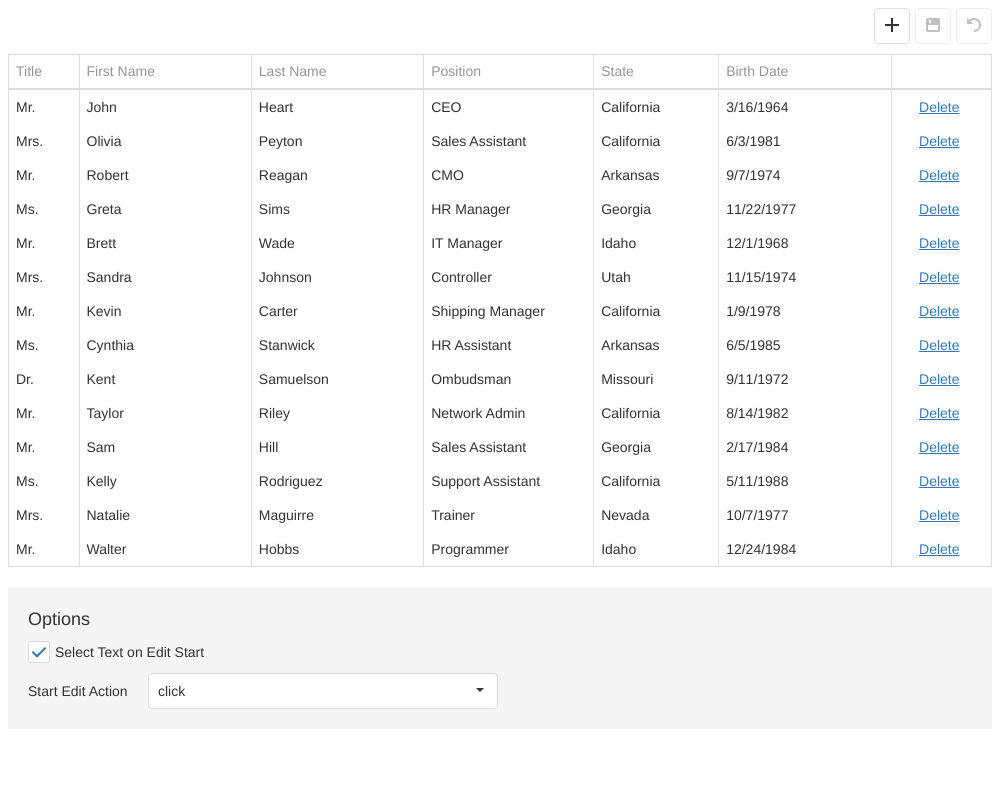 Title First Name Last Name Position State Birth Date
Mr. John Heart CEO California 3/16/1964 Delete
Mrs. Olivia Peyton Sales Assistant California 6/3/1981 Delete
Mr. Robert Reagan CMO Arkansas 9/7/1974 Delete
Ms. Greta Sims HR Manager Georgia 11/22/1977 Delete
Mr. Brett Wade IT Manager Idaho 12/1/1968 Delete
Mrs. Sandra Johnson Controller Utah 11/15/1974 Delete
Mr. Kevin Carter Shipping Manager California 1/9/1978 Delete
Ms. Cynthia Stanwick HR Assistant Arkansas 6/5/1985 Delete
Dr. Kent Samuelson Ombudsman Missouri 9/11/1972 Delete
Mr. Taylor Riley Network Admin California 8/14/1982 Delete
Mr. Sam Hill Sales Assistant Georgia 2/17/1984 Delete
Ms. Kelly Rodriguez Support Assistant California 5/11/1988 Delete
Mrs. Natalie Maguirre Trainer Nevada 10/7/1977 Delete
Mr. Walter Hobbs Programmer Idaho 12/24/1984 Delete
Options
Select Text on Edit Start
Start Edit Action click